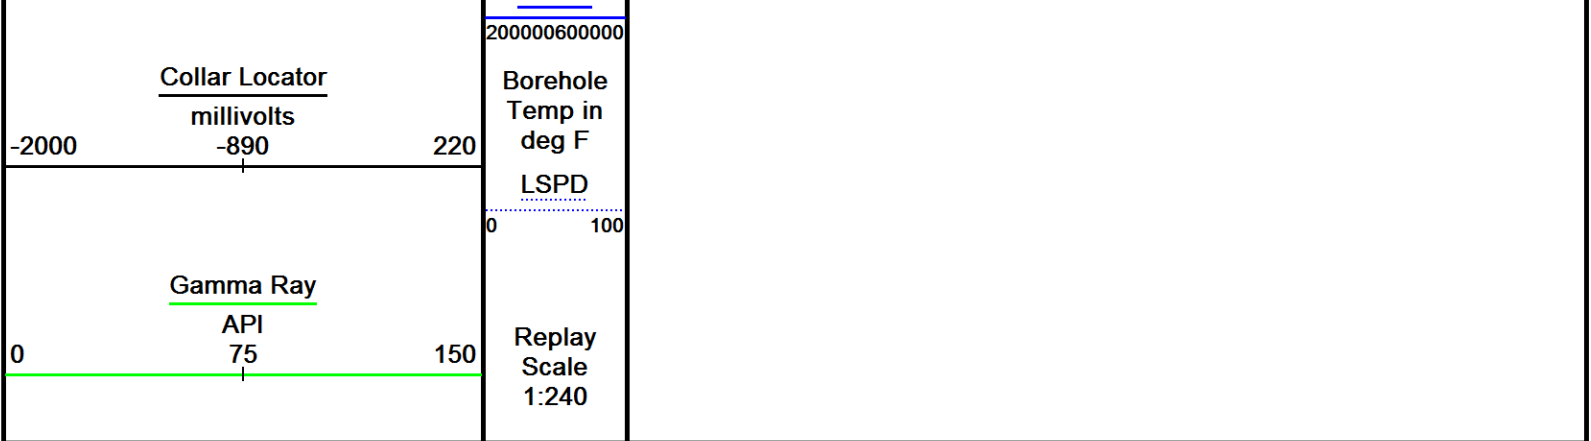 200000600000
Collar Locator
millivolts
-2000 -890 220
Borehole
Temp in
deg F
LSPD
0 100
Gamma Ray
API
0 75 150
Replay
Scale
1:240